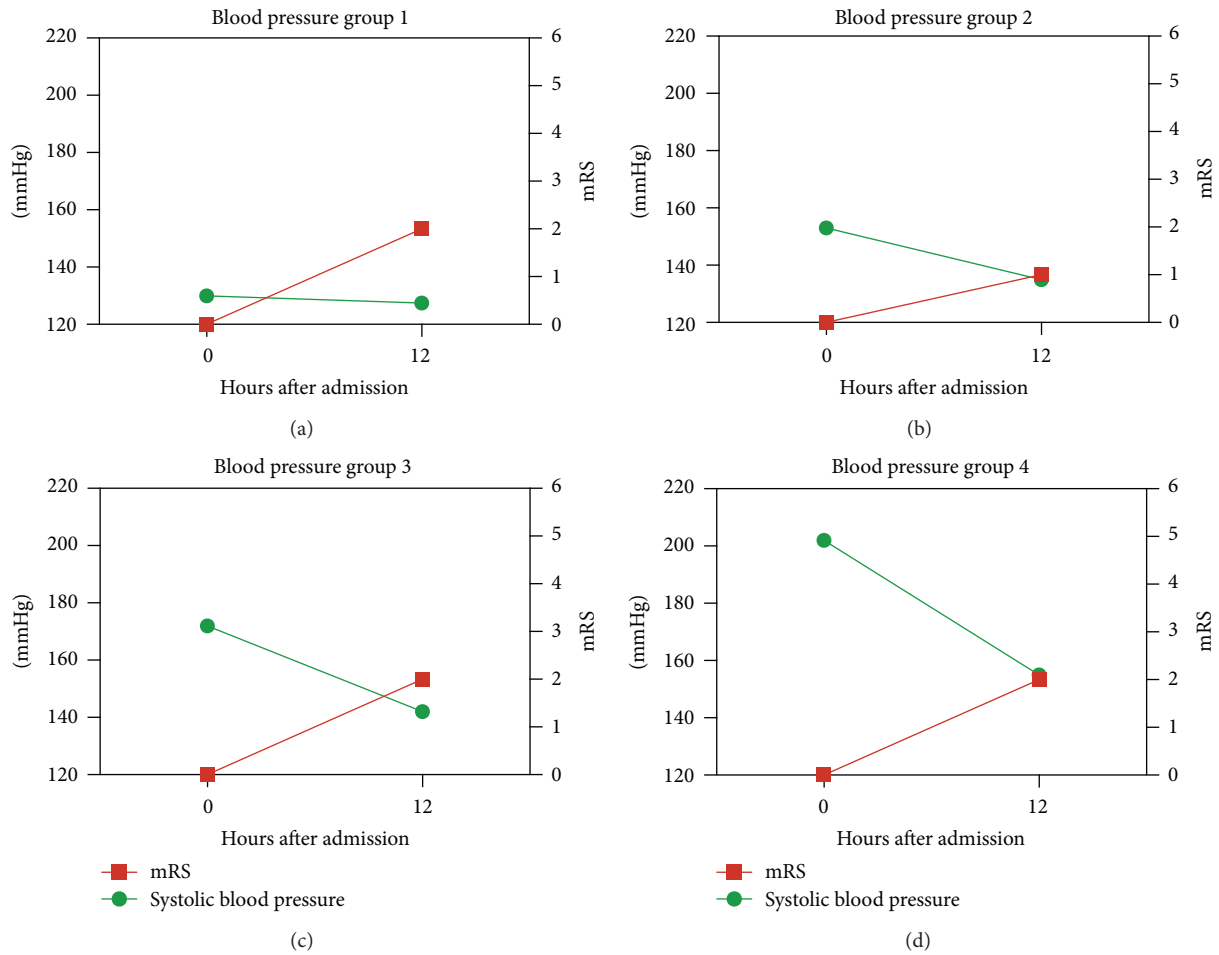 Blood pressure group 1
220
200
180
160
140
120
(mmHg)
6
5
4
3
2
1
0
mRS
0 12
Hours after admission
(a)
Blood pressure group 2
220
200
180
160
140
120
(mmHg)
6
5
4
3
2
1
0
mRS
0 12
Hours after admission
(b)
Blood pressure group 3
220
200
180
160
140
120
(mmHg)
6
5
4
3
2
1
0
mRS
0 12
Hours after admission
mRS
Systolic blood pressure
(c)
Blood pressure group 4
220
200
180
160
140
120
(mmHg)
6
5
4
3
2
1
0
mRS
0 12
Hours after admission
mRS
Systolic blood pressure
(d)